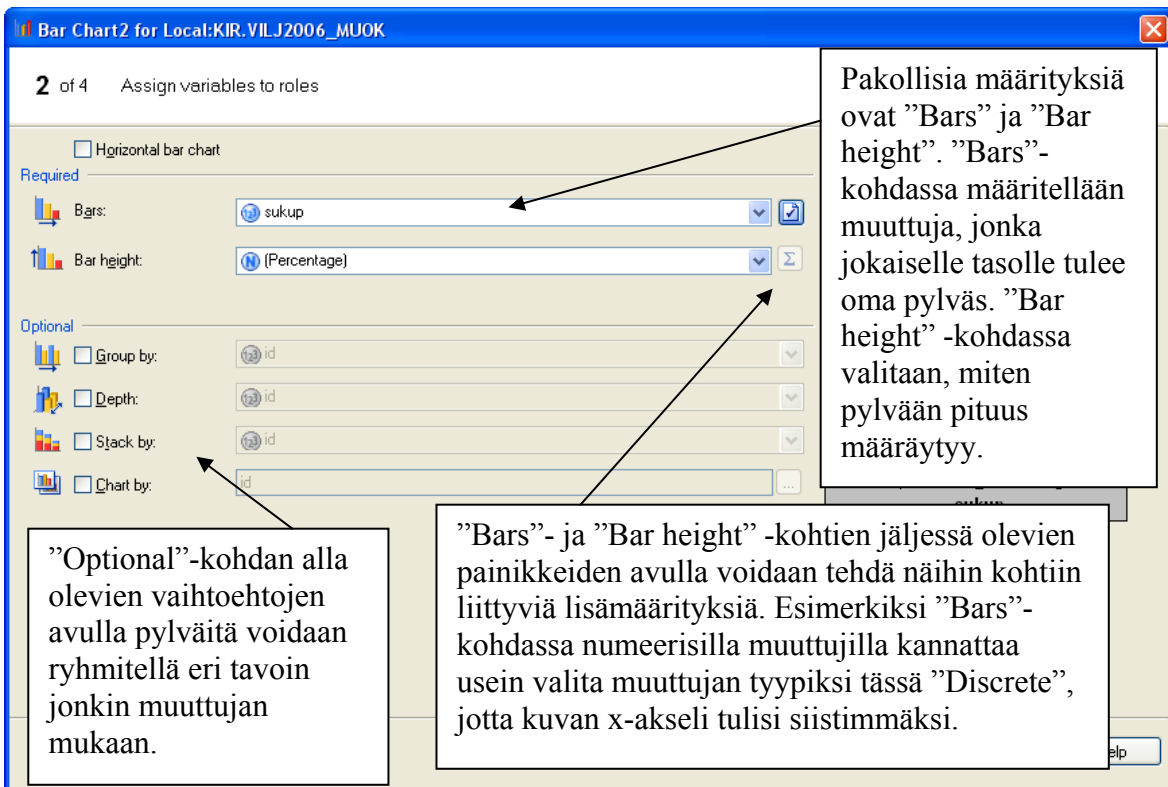 Bar Chart2 for Local:KIR.VILJ2006_MUOK
2 of 4 Assign variables to roles
Horizontal bar chart
Required
Bars:
123 sukup
Bar height:
N (Percentage)
Σ
Optional
Group by:
123 id
Depth:
123 id
Stack by:
123 id
Chart by:
id
...
Pakollisia määrityksiä
ovat ”Bars” ja ”Bar
height”. ”Bars”-
kohdassa määritellään
muuttuja, jonka
jokaiselle tasolle tulee
oma pylväs. ”Bar
height” -kohdassa
valitaan, miten
pylvään pituus
määräytyy.
”Optional”-kohdan alla
olevien vaihtoehtojen
avulla pylväitä voidaan
ryhmitellä eri tavoin
jonkin muuttujan
mukaan.
”Bars”- ja ”Bar height” -kohtien jäljessä olevien
painikkeiden avulla voidaan tehdä näihin kohtiin
liittyviä lisämäärityksiä. Esimerkiksi ”Bars”-
kohdassa numeerisilla muuttujilla kannattaa
usein valita muuttujan tyypiksi tässä ”Discrete”,
jotta kuvan x-akseli tulisi siistimmäksi.
elp